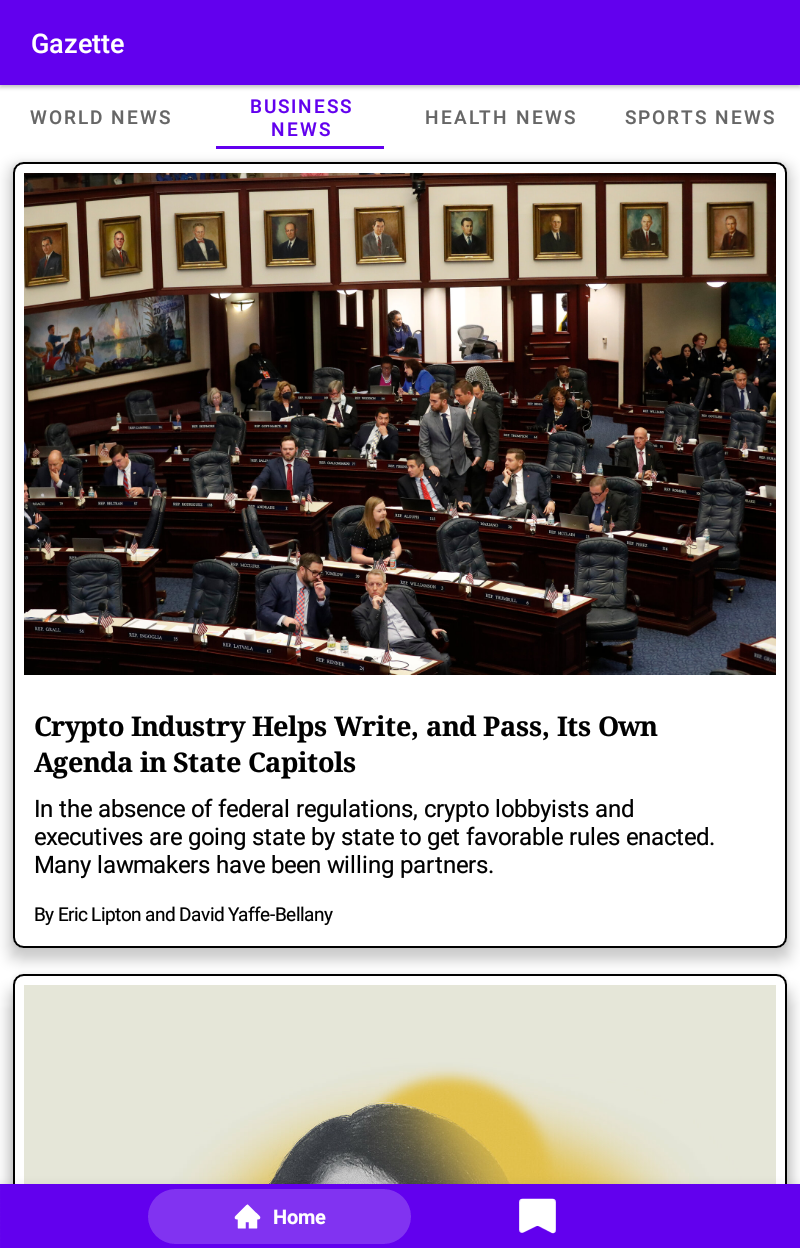 Gazette
WORLD NEWS
BUSINESS
NEWS
HEALTH NEWS
SPORTS NEWS
Crypto Industry Helps Write, and Pass, Its Own
Agenda in State Capitols
In the absence of federal regulations, crypto lobbyists and
executives are going state by state to get favorable rules enacted.
Many lawmakers have been willing partners.
By Eric Lipton and David Yaffe-Bellany
Home